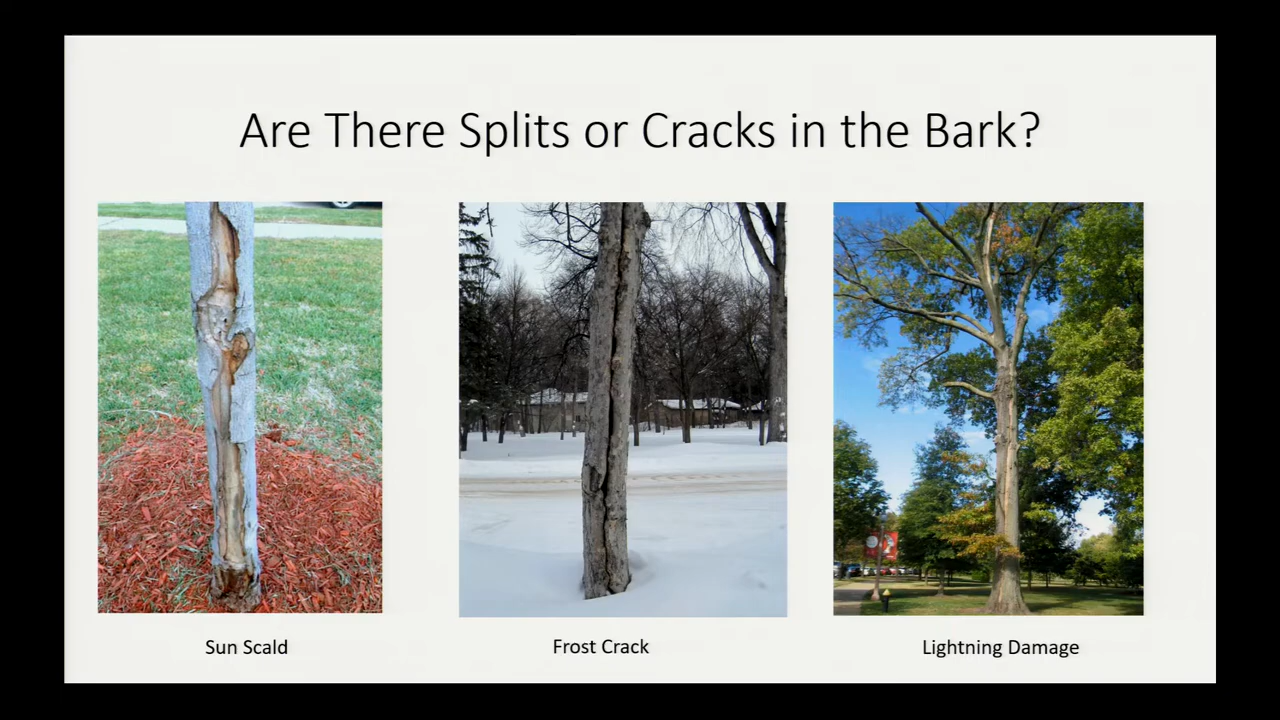 Are There Splits or Cracks in the Bark?
Sun Scald
Frost Crack
Lightning Damage